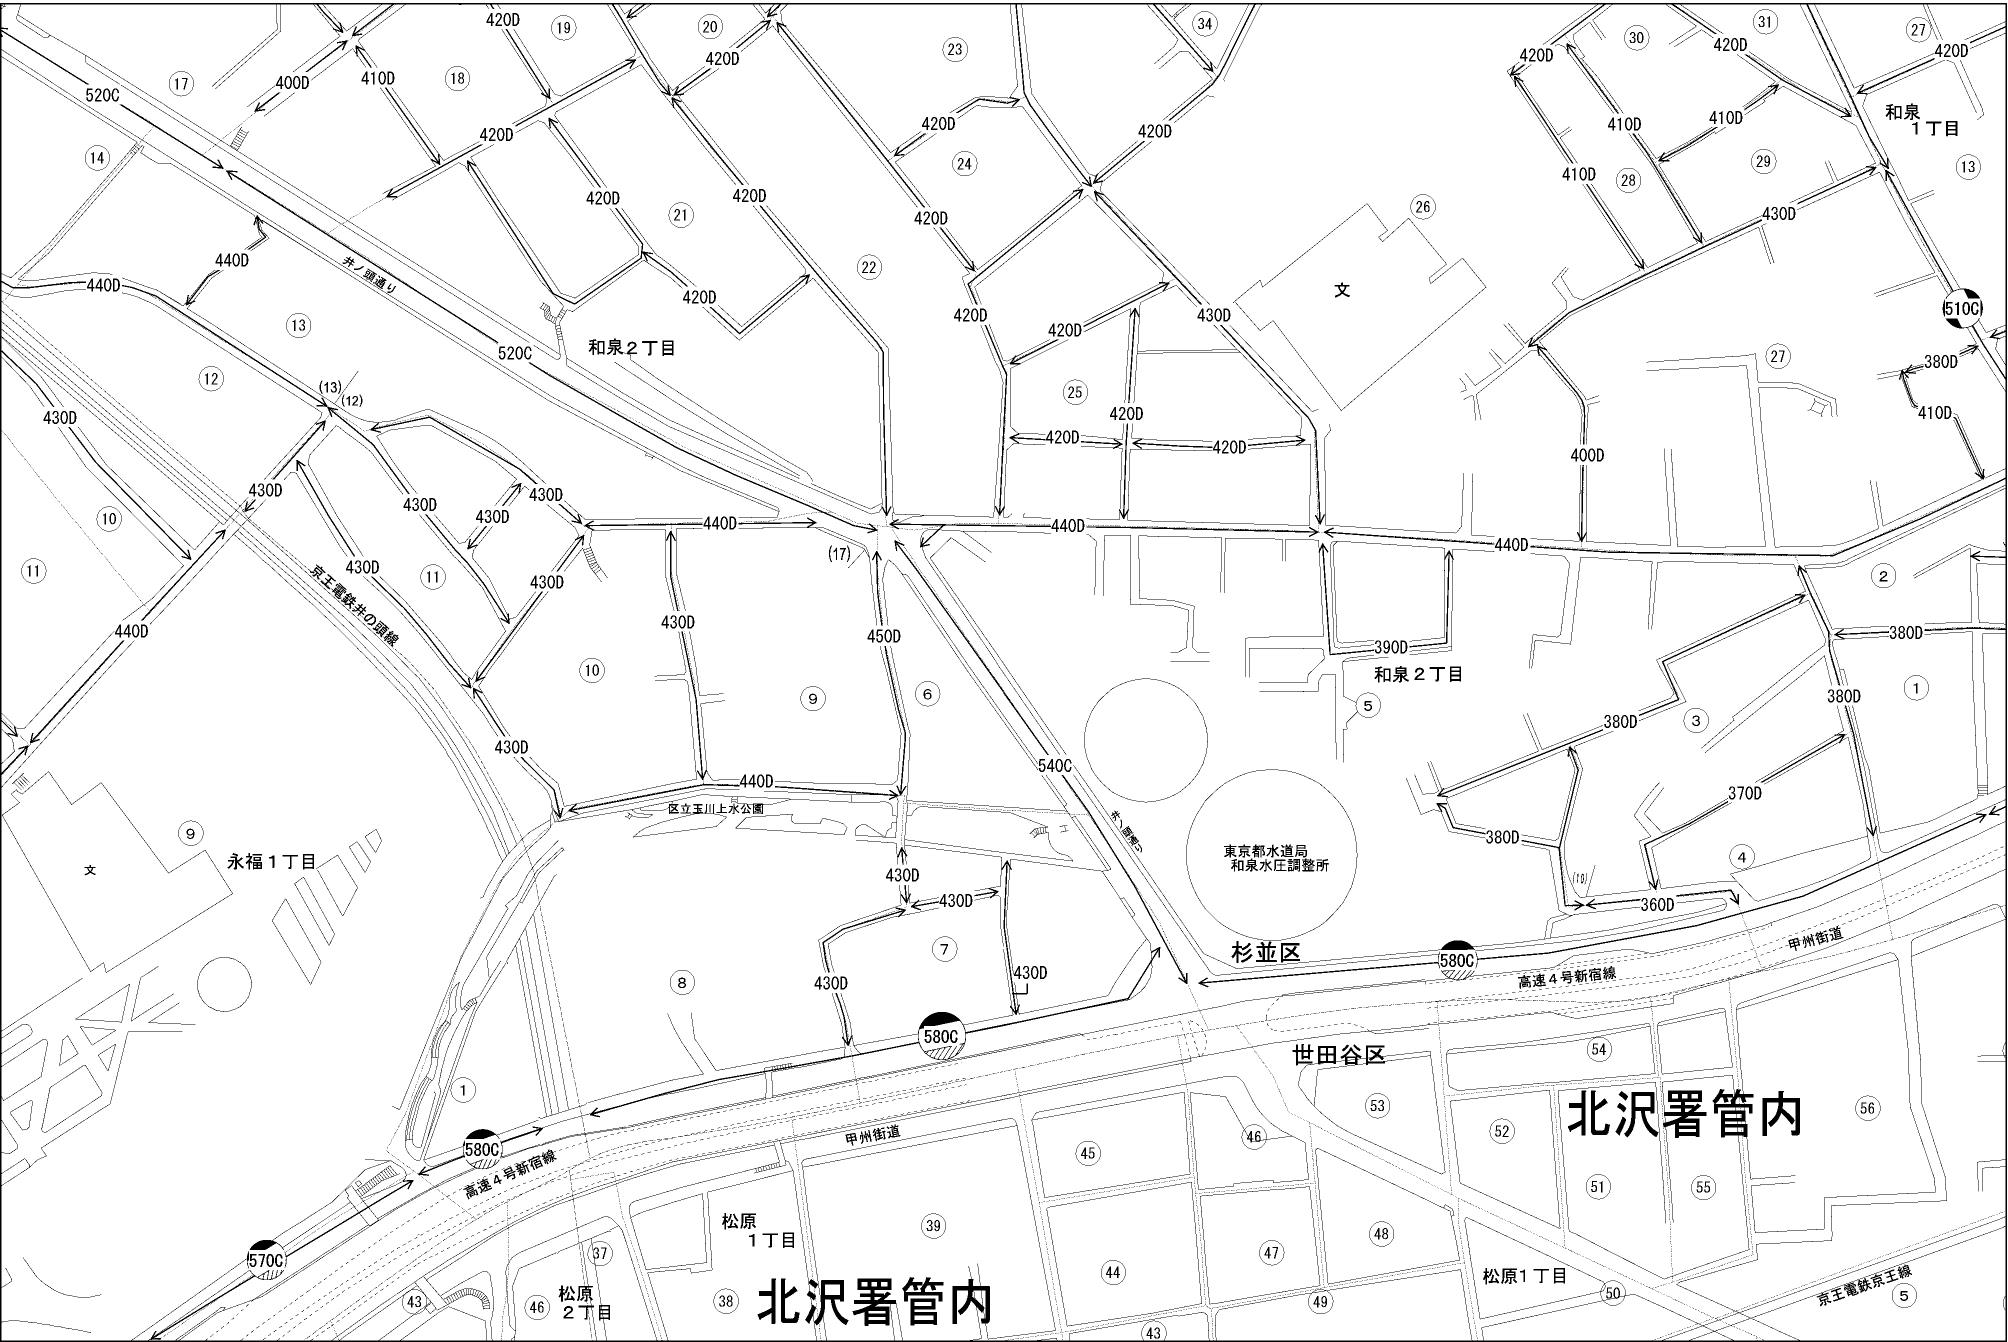 420D
19
20
23
34
30
31
27
420D
420D
420D
420D
17
400D
410D
18
520C
420D
420D
24
420D
410D
410D
和泉
1丁目
14
420D
420D
21
420D
410D
28
29
13
26
430D
440D
井ノ頭通り
22
440D
13
420D
420D
文
430D
510C
520C
和泉2丁目
420D
27
380D
12
(13)
(12)
25
420D
410D
430D
420D
420D
400D
430D
430D
430D
10
430D
440D
440D
440D
(17)
11
430D
京王電鉄井の頭線
11
430D
2
440D
430D
450D
380D
10
9
6
390D
和泉2丁目
5
1
3
380D
380D
430D
540C
440D
区立玉川上水公園
370D
井ノ頭通り
9
永福1丁目
文
東京都水道局
和泉水圧調整所
380D
4
430D
430D
(10)
360D
杉並区
7
580C
甲州街道
高速4号新宿線
8
430D
430D
580C
世田谷区
54
北沢署管内
1
53
52
56
甲州街道
46
580C
高速4号新宿線
45
51
55
松原
1丁目
39
48
37
47
570C
44
松原1丁目
松原
2丁目
43
46
38
北沢署管内
49
50
京王電鉄京王線
5
43